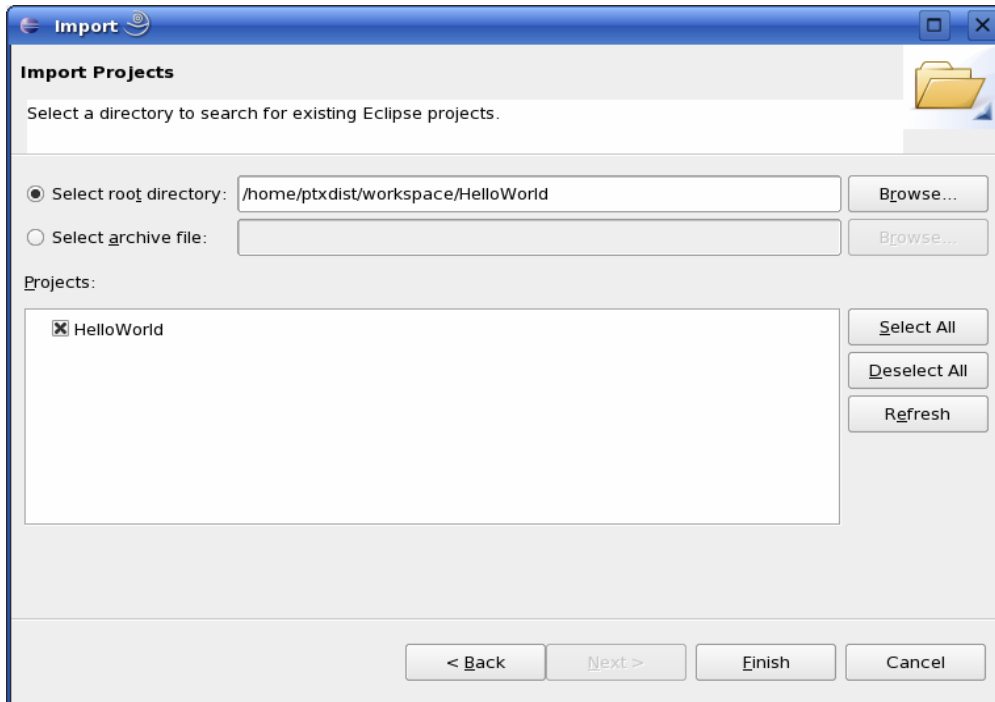 Import
Import Projects
Select a directory to search for existing Eclipse projects.
Select root directory: /home/ptxdist/workspace/HelloWorld Browse...
Select archive file: Browse...
Projects:
HelloWorld
Select All
Deselect All
Refresh
< Back Next > Finish Cancel